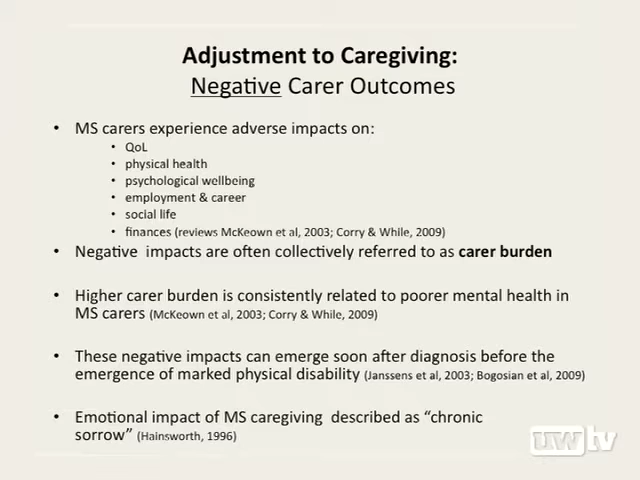 Adjustment to Caregiving:
Negative Carer Outcomes
• MS carers experience adverse impacts on:
• QoL
• physical health
• psychological wellbeing
• employment & career
• social life
• finances (reviews McKeown et al, 2003; Corry & While, 2009)
• Negative impacts are often collectively referred to as carer burden
• Higher carer burden is consistently related to poorer mental health in
MS carers (McKeown et al, 2003; Corry & While, 2009)
• These negative impacts can emerge soon after diagnosis before the
emergence of marked physical disability (Janssens et al, 2003; Bogosian et al, 2009)
• Emotional impact of MS caregiving described as “chronic
sorrow” (Hainsworth, 1996)
uwtv